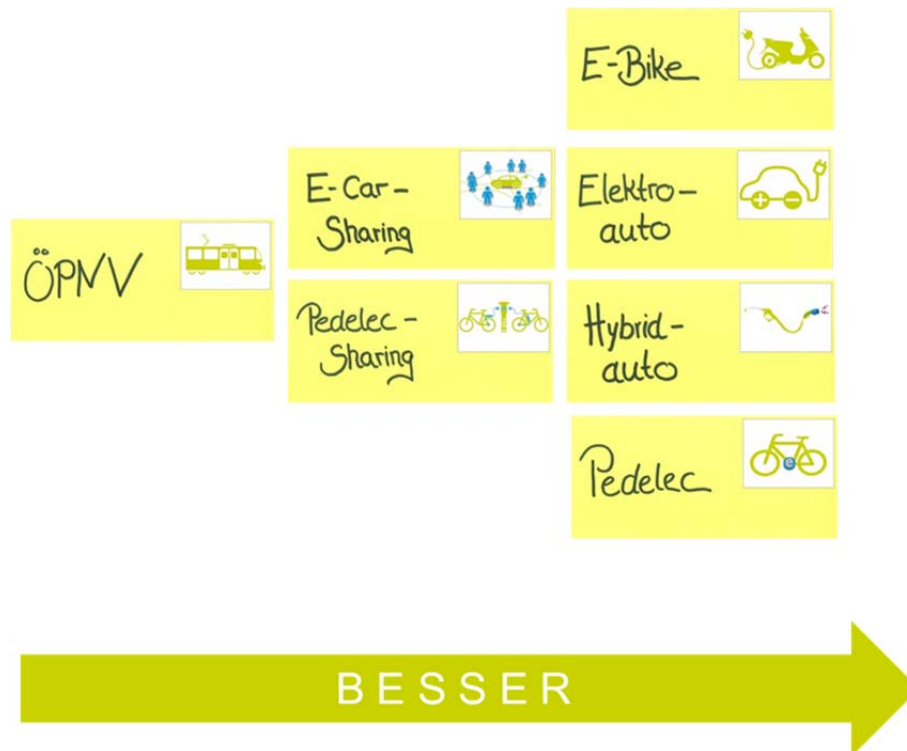 E-Bike
E-Car-
Sharing
Elektro-
auto
ÖPNV
Pedelec-
Sharing
Hybrid-
auto
Pedelec
BESSER